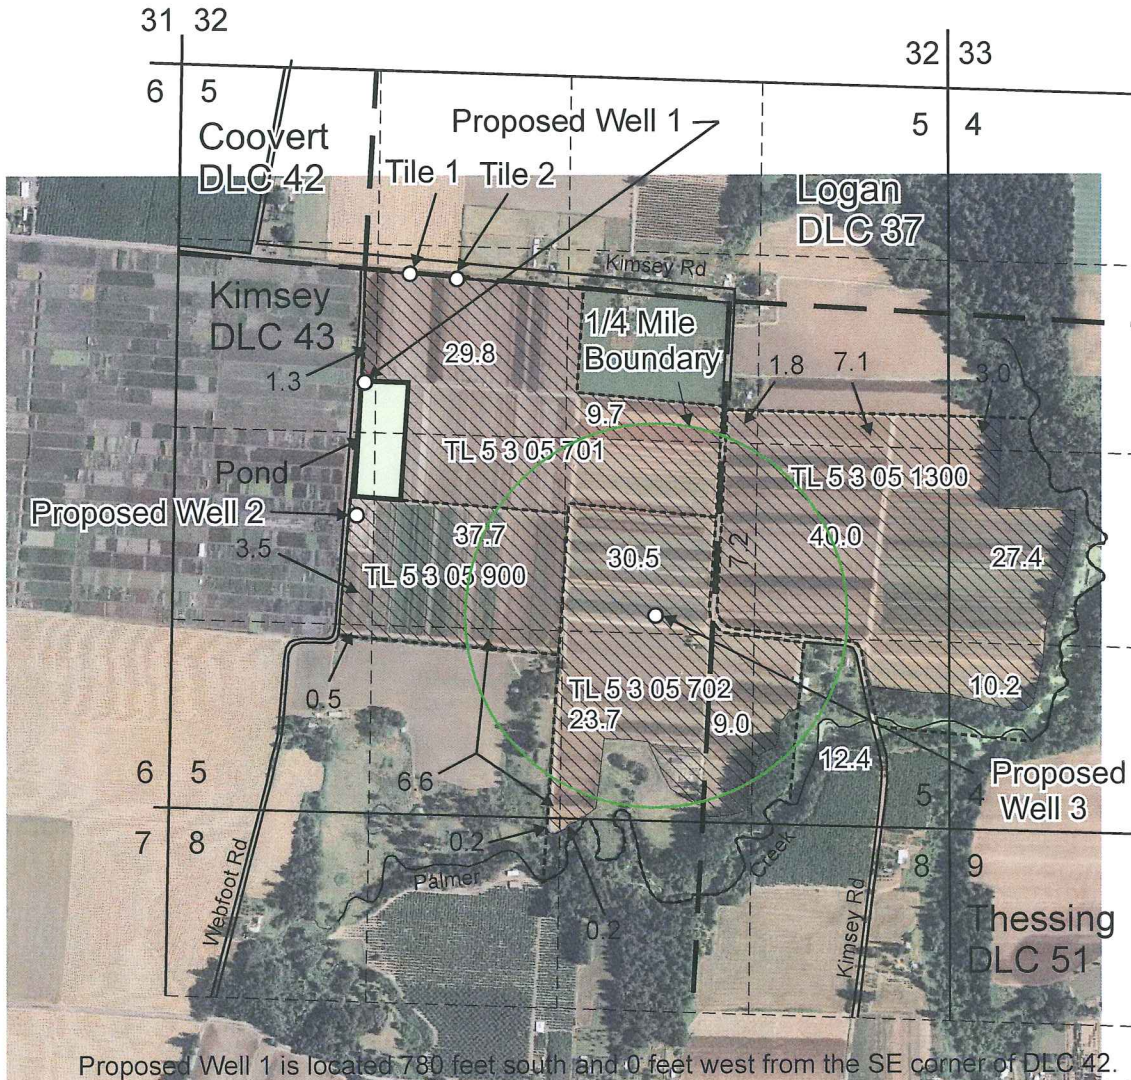 31 32
32 33
6 5
5 4
Coovert
DLC 42
Proposed Well 1
Tile 1
Tile 2
Logan
DLC 37
Kimsey Rd
Kimsey
DLC 43
1/4 Mile
Boundary
29.8
1.3
1.8
7.1
3.0
9.7
TL 5 3 05 701
TL 5 3 05 1300
Pond
Proposed Well 2
37.7
30.5
7.2
40.0
27.4
3.5
TL 5 3 05 900
TL 5 3 05 702
10.2
0.5
23.7
9.0
12.4
6.6
6 5
5 4
Proposed
Well 3
7 8
0.2
8 9
Palmer
Creek
Webfoot Rd
0.2
Kimsey Rd
Thessing
DLC 51
Proposed Well 1 is located 780 feet south and 0 feet west from the SE corner of DLC 42.